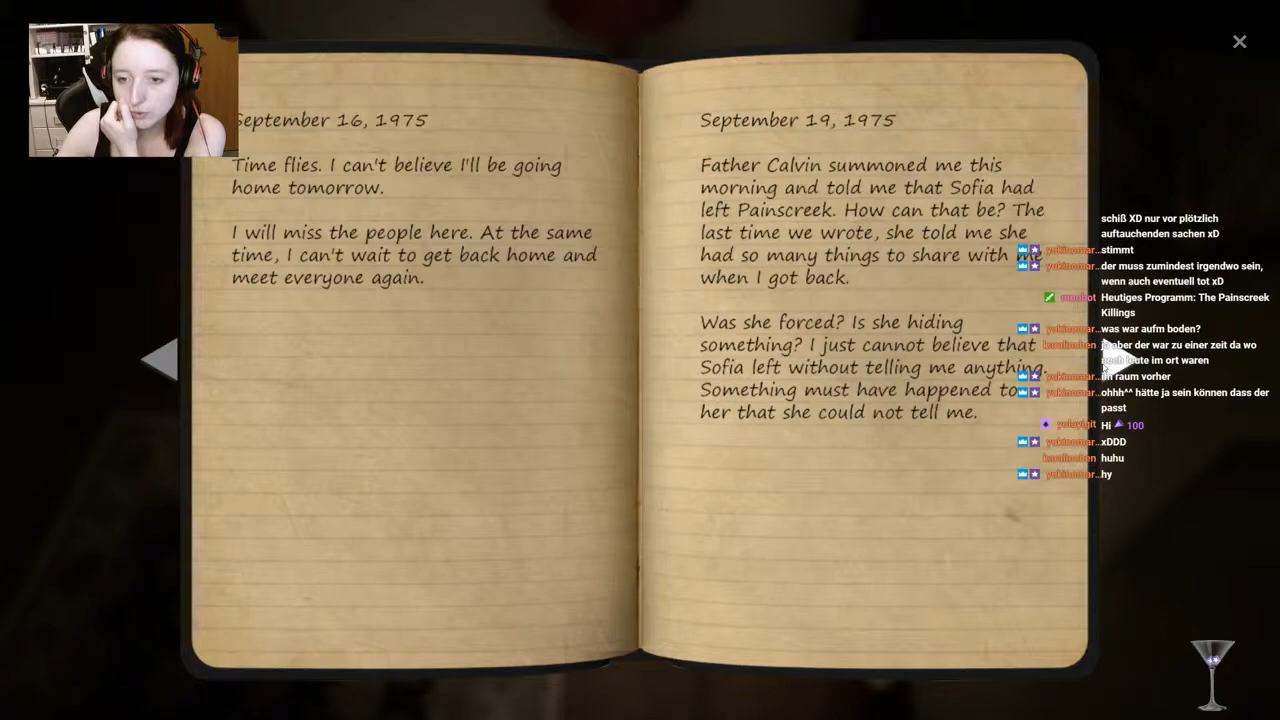 September 16, 1975
Time flies. I can't believe I'll be going
home tomorrow.
I will miss the people here. At the same
time, I can't wait to get back home and
meet everyone again.
September 19, 1975
Father Calvin summoned me this
morning and told me that Sofia had
left Painscreek. How can that be? The
last time we wrote, she told me she
had so many things to share with me
when I got back.
Was she forced? Is she hiding
something? I just cannot believe that
Sofia left without telling me anything.
Something must have happened to
her that she could not tell me.
schiß XD nur vor plötzlich
auftauchenden sachen xD
yukinomar... stimmt
yukinomar... der muss zumindest irgendwo sein,
wenn auch eventuell tot xD
Heutiges Programm: The Painscreek
Killings
yukinomar... was war aufm boden?
aber der war zu einer zeit da wo
noch leute im ort waren
yukinomar... im raum vorher
yukinomar... ohhh^^ hätte ja sein können dass der
passt
Hi 100
yukinomar... xDDD
huhu
yukinomar... hy